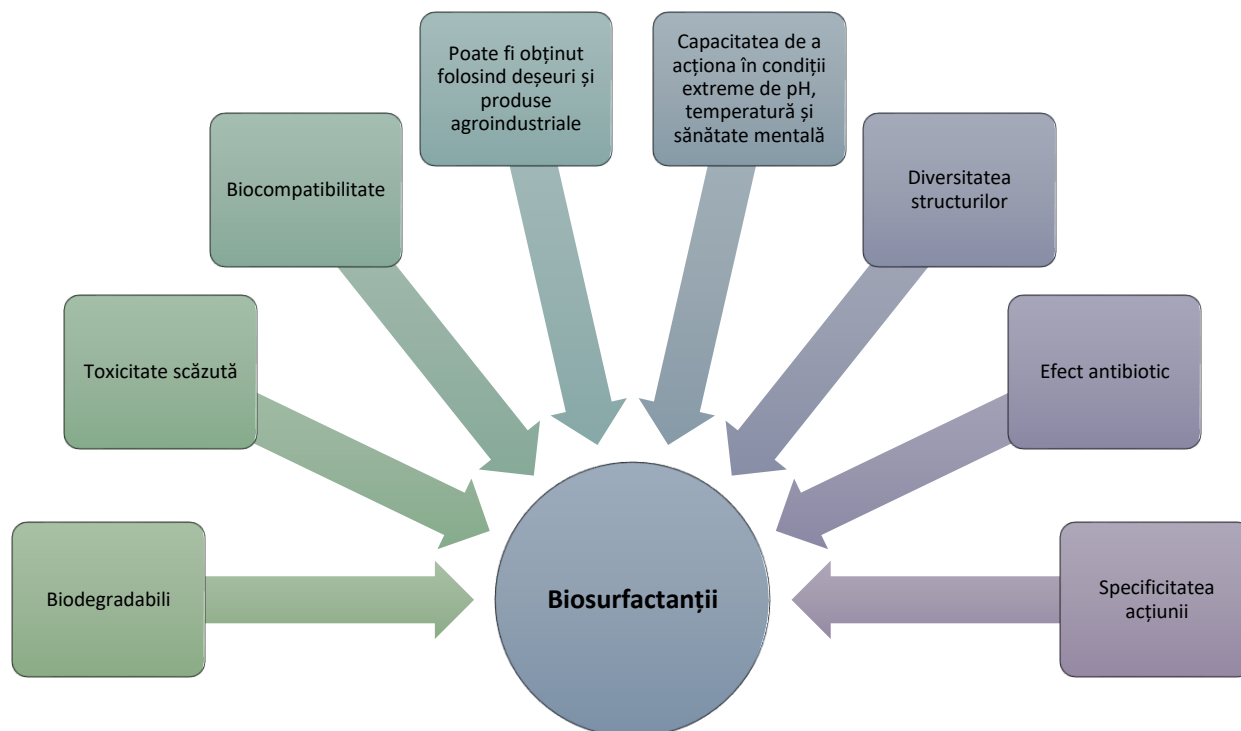 Poate fi obținut
folosind deșeuri și
produse
agroindustriale
Capacitatea de a
acționa în condiții
extreme de pH,
temperatură și
sănătate mentală
Biocompatibilitate
Diversitatea
structurilor
Toxicitate scăzută
Efect antibiotic
Biodegradabili
Biosurfactanții
Specificitatea
acțiunii